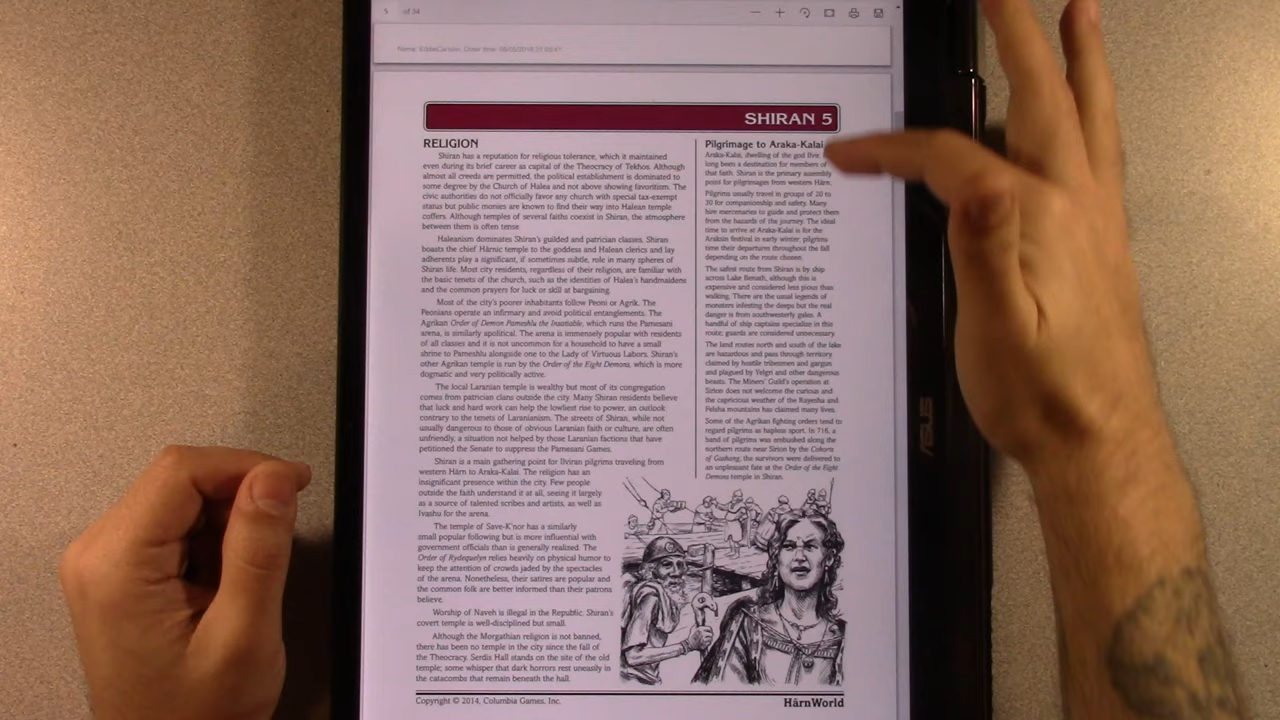 5 of 34
SHIRAN 5
RELIGION
Shiran has a reputation for religious tolerance, which it maintained
even during its brief career as capital of the Theocracy of Tekhos. Although
almost all creeds are permitted, the political establishment is dominated to
some degree by the Church of Halea and not above showing favoritism. The
civic authorities do not officially favor any church with special tax-exempt
status but public monies are known to find their way into Halean temple
coffers. Although temples of several faiths coexist in Shiran, the atmosphere
between them is often tense.
Haleanism dominates Shiran's guilded and patrician classes. Shiran
boasts the chief Hârnic temple to the goddess and Halean clerics and lay
adherents play a significant, if sometimes subtle, role in many spheres of
Shiran life. Most city residents, regardless of their religion, are familiar with
the basic tenets of the church, such as the identities of Halea's handmaidens
and the common prayers for luck or skill at bargaining.
Most of the city's poorer inhabitants follow Peoni or Agrik. The
Peonians operate an infirmary and avoid political entanglements. The
Agrikan Order of Demon Pameshlu the Insatiable, which runs the Pamesani
arena, is similarly apolitical. The arena is immensely popular with residents
of all classes and it is not uncommon for a household to have a small
shrine to Pameshlu alongside one to the Lady of Virtuous Labors. Shiran's
other Agrikan temple is run by the Order of the Eight Demons, which is more
dogmatic and very politically active.
The local Laranian temple is wealthy but most of its congregation
comes from patrician clans outside the city. Many Shiran residents believe
that luck and hard work can help the lowliest rise to power, an outlook
contrary to the tenets of Laranianism. The streets of Shiran, while not
usually dangerous to those of obvious Laranian faith or culture, are often
unfriendly, a situation not helped by those Laranian factions that have
petitioned the Senate to suppress the Pamesani Games.
Shiran is a main gathering point for Ilviran pilgrims traveling from
western Hârn to Araka-Kalai. The religion has an
insignificant presence within the city. Few people
outside the faith understand it at all, seeing it largely
as a source of talented scribes and artists, as well as
Ivashu for the arena.
The temple of Save-K'nor has a similarly
small popular following but is more influential with
government officials than is generally realized. The
Order of Rydequelyn relies heavily on physical humor to
keep the attention of crowds jaded by the spectacles
of the arena. Nonetheless, their satires are popular and
the common folk are better informed than their patrons
believe.
Worship of Naveh is illegal in the Republic. Shiran's
covert temple is well-disciplined but small.
Although the Morgathian religion is not banned,
there has been no temple in the city since the fall of
the Theocracy. Serdis Hall stands on the site of the old
temple; some whisper that dark horrors rest uneasily in
the catacombs that remain beneath the hall.
Pilgrimage to Araka-Kalai
Araka-Kalai, dwelling of the god Ilvir,
long been a destination for members of
that faith. Shiran is the primary assembly
point for pilgrimages from western Hârn.
Pilgrims usually travel in groups of 20 to
30 for companionship and safety. Many
hire mercenaries to guide and protect them
from the hazards of the journey. The ideal
time to arrive at Araka-Kalai is for the
Araksin festival in early winter; pilgrims
time their departures throughout the fall
depending on the route chosen.
The safest route from Shiran is by ship
across Lake Benath, although this is
expensive and considered less pious than
walking. There are the usual legends of
monsters infesting the deeps but the real
danger is from southwesterly gales. A
handful of ship captains specialize in this
route; guards are considered unnecessary.
The land routes north and south of the lake
are hazardous and pass through territory
claimed by hostile tribesmen and gargun
and plagued by Yelgri and other dangerous
beasts. The Miners' Guild's operation at
Sirion does not welcome the curious and
the capricious weather of the Rayesha and
Felsha mountains has claimed many lives.
Some of the Agrikan fighting orders tend to
regard pilgrims as hapless sport. In 716, a
band of pilgrims was ambushed along the
northern route near Sirion by the Cohorts
of Gashang; the survivors were delivered to
an unpleasant fate at the Order of the Eight
Demons temple in Shiran.
Copyright © 2014, Columbia Games, Inc.
HârnWorld
ASUS